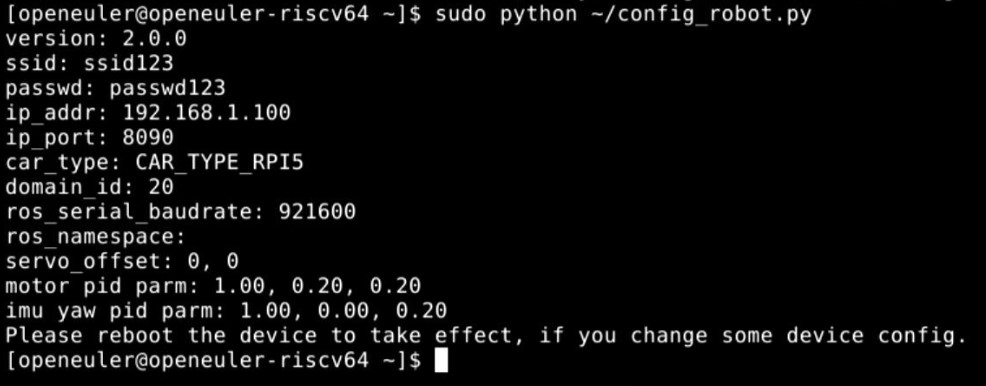 [openeuler@openeuler-riscv64 ~]$ sudo python ~/config_robot.py
version: 2.0.0
ssid: ssid123
passwd: passwd123
ip_addr: 192.168.1.100
ip_port: 8090
car_type: CAR_TYPE_RPI5
domain_id: 20
ros_serial_baudrate: 921600
ros_namespace:
servo_offset: 0, 0
motor pid parm: 1.00, 0.20, 0.20
imu yaw pid parm: 1.00, 0.00, 0.20
Please reboot the device to take effect, if you change some device config.
[openeuler@openeuler-riscv64 ~]$